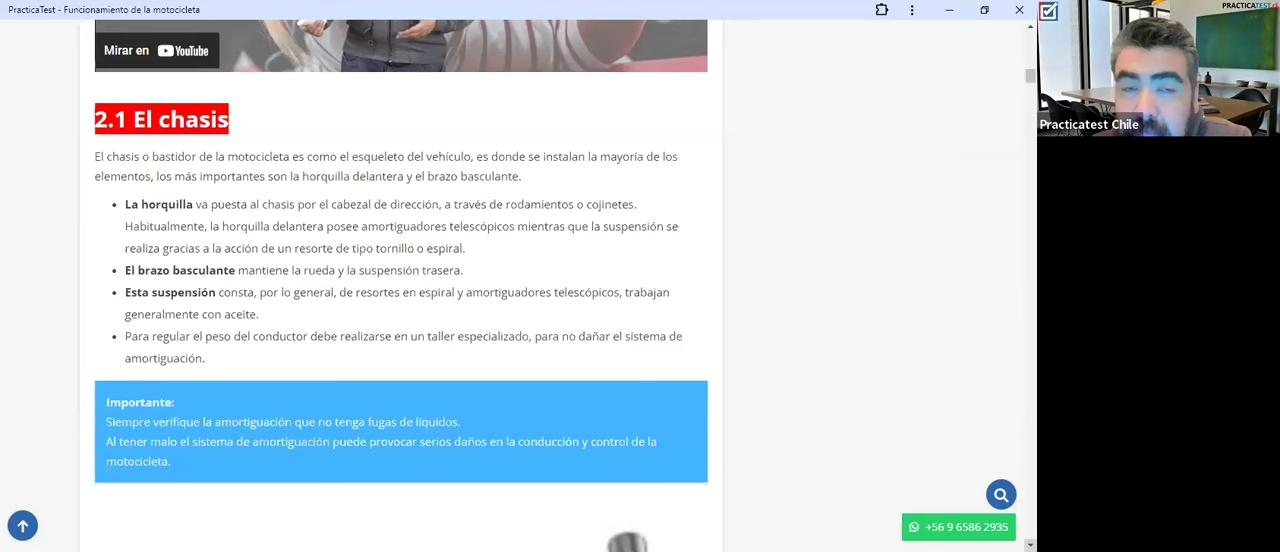 PracticaTest - Funcionamiento de la motocicleta
PRACTICATEST
Mirar en YouTube
Practicatest Chile
2.1 El chasis
El chasis o bastidor de la motocicleta es como el esqueleto del vehículo, es donde se instalan la mayoría de los
elementos, los más importantes son la horquilla delantera y el brazo basculante.
La horquilla va puesta al chasis por el cabezal de dirección, a través de rodamientos o cojinetes.
Habitualmente, la horquilla delantera posee amortiguadores telescópicos mientras que la suspensión se
realiza gracias a la acción de un resorte de tipo tornillo o espiral.
El brazo basculante mantiene la rueda y la suspensión trasera.
Esta suspensión consta, por lo general, de resortes en espiral y amortiguadores telescópicos, trabajan
generalmente con aceite.
Para regular el peso del conductor debe realizarse en un taller especializado, para no dañar el sistema de
amortiguación.
Importante:
Siempre verifique la amortiguación que no tenga fugas de líquidos.
Al tener malo el sistema de amortiguación puede provocar serios daños en la conducción y control de la
motocicleta.
+56 9 6586 2935